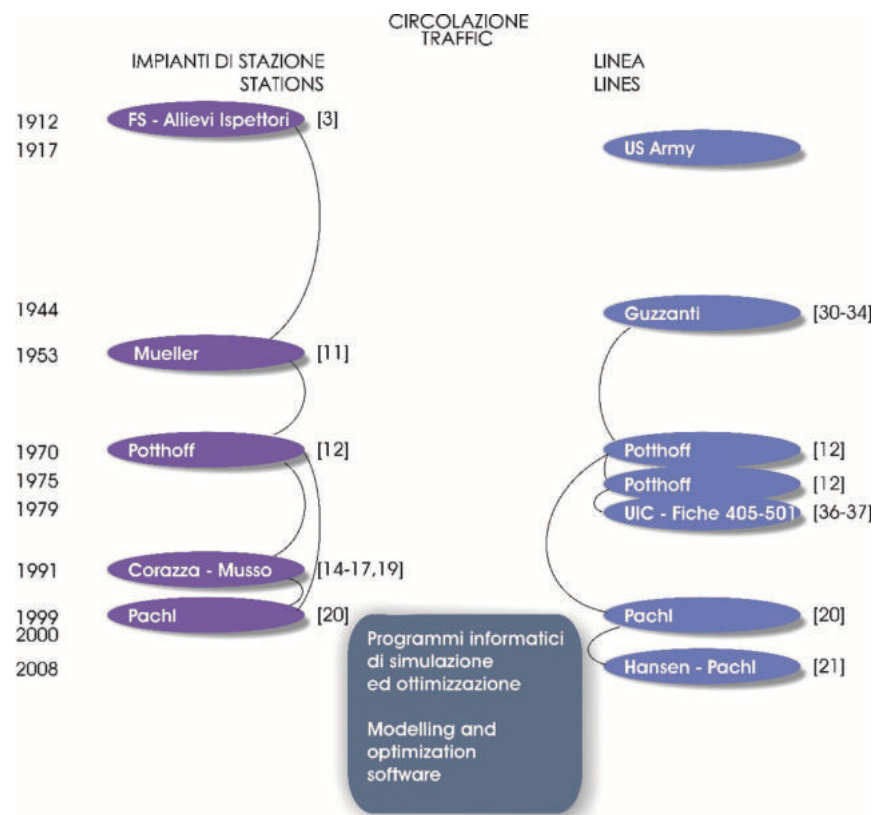 CIRCOLAZIONE
TRAFFIC
IMPIANTI DI STAZIONE
STATIONS
LINEA
LINES
1912 FS - Allievi Ispettori [3]
1917 US Army
1944 Guzzanti [30-34]
1953 Mueller [11]
1970 Potthoff [12] Potthoff [12]
1975 Potthoff [12]
1979 UIC - Fiche 405-501 [36-37]
1991 Corazza - Musso [14-17,19]
1999 Pachl [20] Pachl [20]
2000
2008 Hansen - Pachl [21]
Programmi informatici
di simulazione
ed ottimizzazione
Modelling and
optimization
software